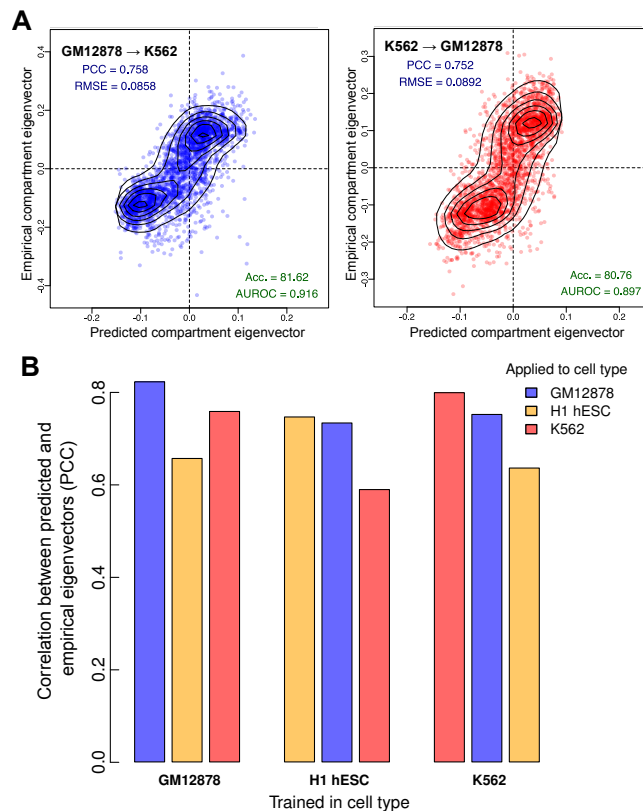 A
GM12878 → K562
PCC = 0.758
RMSE = 0.0858
Acc. = 81.62
AUROC = 0.916
Empirical compartment eigenvector
0.4
0.2
0.0
-0.2
-0.4
-0.2
-0.1
0.0
0.1
0.2
Predicted compartment eigenvector
K562 → GM12878
PCC = 0.752
RMSE = 0.0892
Acc. = 80.76
AUROC = 0.897
Empirical compartment eigenvector
0.3
0.2
0.1
0.0
-0.1
-0.2
-0.3
-0.2
-0.1
0.0
0.1
0.2
Predicted compartment eigenvector
B
Applied to cell type
GM12878
H1 hESC
K562
Correlation between predicted and
empirical eigenvectors (PCC)
0.8
0.6
0.4
0.2
0.0
GM12878
H1 hESC
K562
Trained in cell type